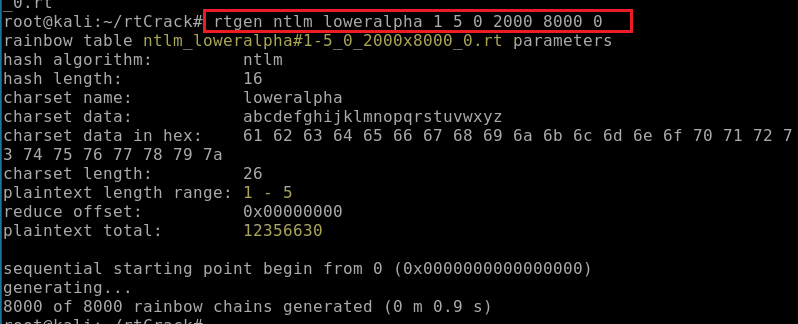 _0.rt
root@kali:~/rtCrack# rtgen ntlm loweralpha 1 5 0 2000 8000 0
rainbow table ntlm_loweralpha#1-5_0_2000x8000_0.rt parameters
hash algorithm: ntlm
hash length: 16
charset name: loweralpha
charset data: abcdefghijklmnopqrstuvwxyz
charset data in hex: 61 62 63 64 65 66 67 68 69 6a 6b 6c 6d 6e 6f 70 71 72 7
3 74 75 76 77 78 79 7a
charset length: 26
plaintext length range: 1 - 5
reduce offset: 0x00000000
plaintext total: 12356630
sequential starting point begin from 0 (0x0000000000000000)
generating...
8000 of 8000 rainbow chains generated (0 m 0.9 s)
root@kali:~/rtCrack#